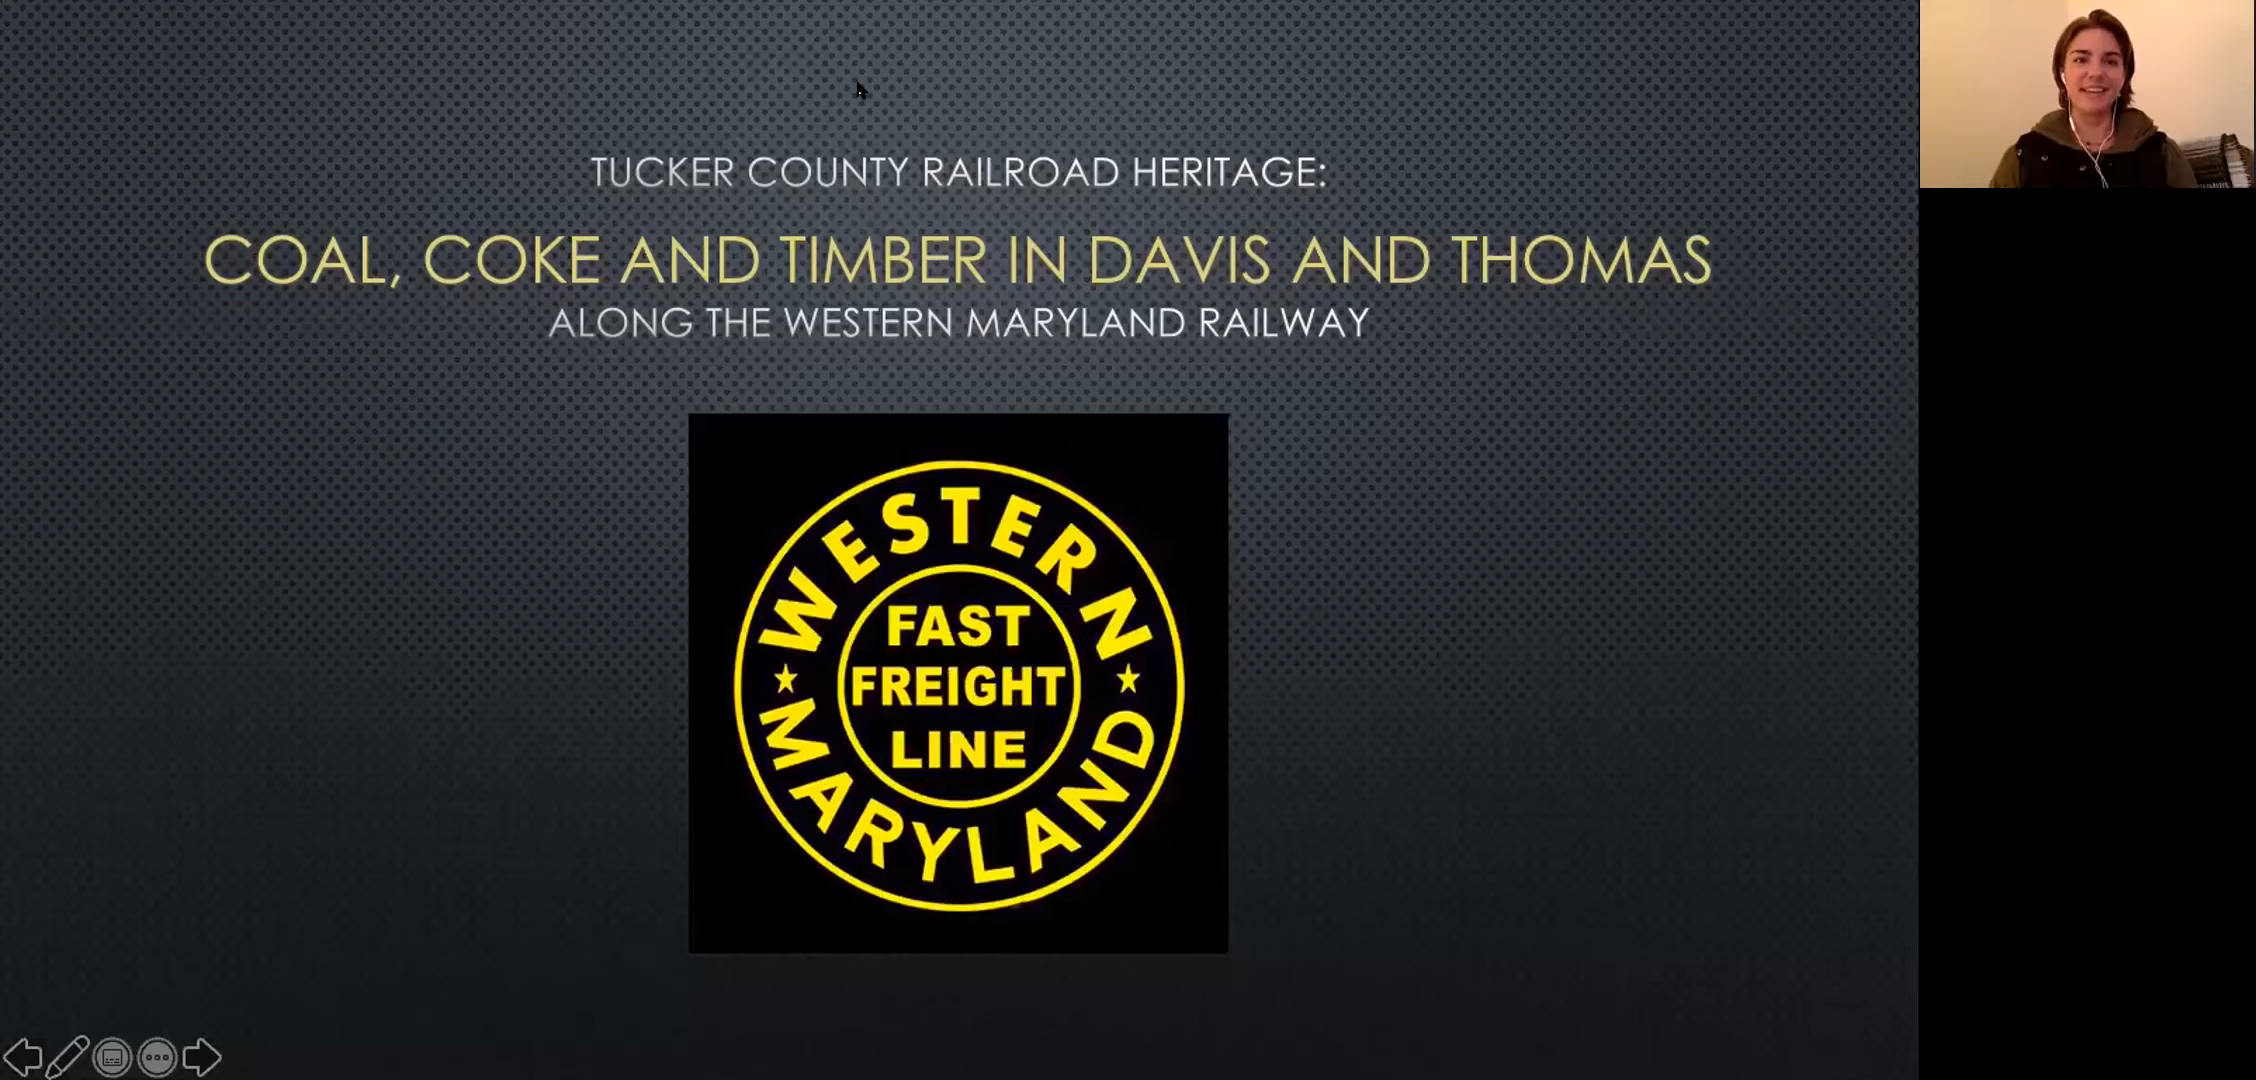 TUCKER COUNTY RAILROAD HERITAGE:
COAL, COKE AND TIMBER IN DAVIS AND THOMAS
ALONG THE WESTERN MARYLAND RAILWAY
WESTERN
FAST
FREIGHT
LINE
MARYLAND